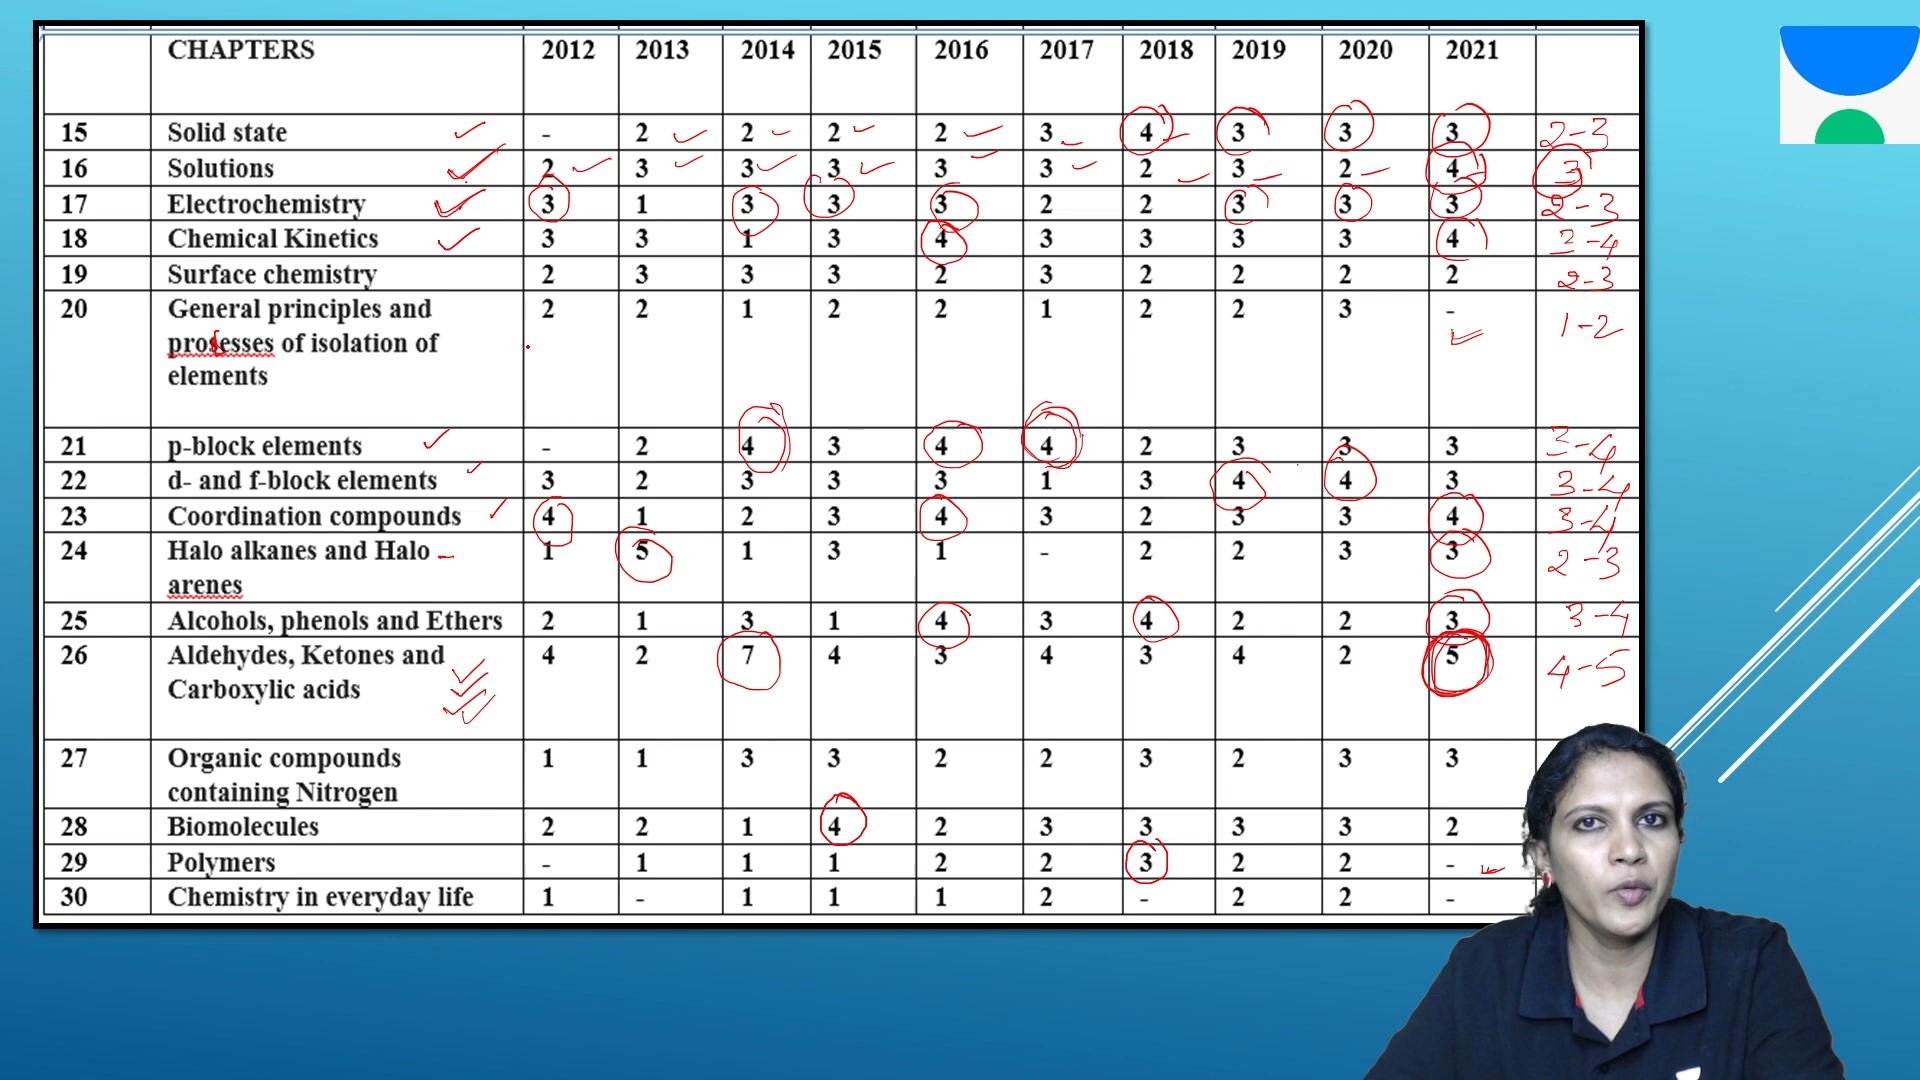 CHAPTERS 2012 2013 2014 2015 2016 2017 2018 2019 2020 2021
15 Solid state - 2 2 2 2 3 4 3 3 3 2-3
16 Solutions 2 3 3 3 3 3 2 3 2 4 3
17 Electrochemistry 3 1 3 3 3 2 2 3 3 3 2-3
18 Chemical Kinetics 3 3 1 3 4 3 3 3 3 4 3-4
19 Surface chemistry 2 3 3 3 2 3 2 2 2 2 2-3
20 General principles and 2 2 1 2 2 1 2 2 3 - 1-2
prosesses of isolation of
elements
21 p-block elements - 2 4 3 4 4 2 3 3 3 3-4
22 d- and f-block elements 3 2 3 3 3 1 3 4 4 3 3-4
23 Coordination compounds 4 1 2 3 4 3 2 3 3 4 3-4
24 Halo alkanes and Halo 1 5 1 3 1 - 2 2 3 3 2-3
arenes
25 Alcohols, phenols and Ethers 2 1 3 1 4 3 4 2 2 3 3-4
26 Aldehydes, Ketones and 4 2 7 4 3 4 3 4 2 5 4-5
Carboxylic acids
27 Organic compounds 1 1 3 3 2 2 3 2 3 3
containing Nitrogen
28 Biomolecules 2 2 1 4 2 3 3 3 3 2
29 Polymers - 1 1 1 2 2 3 2 2 -
30 Chemistry in everyday life 1 - 1 1 1 2 - 2 2 -